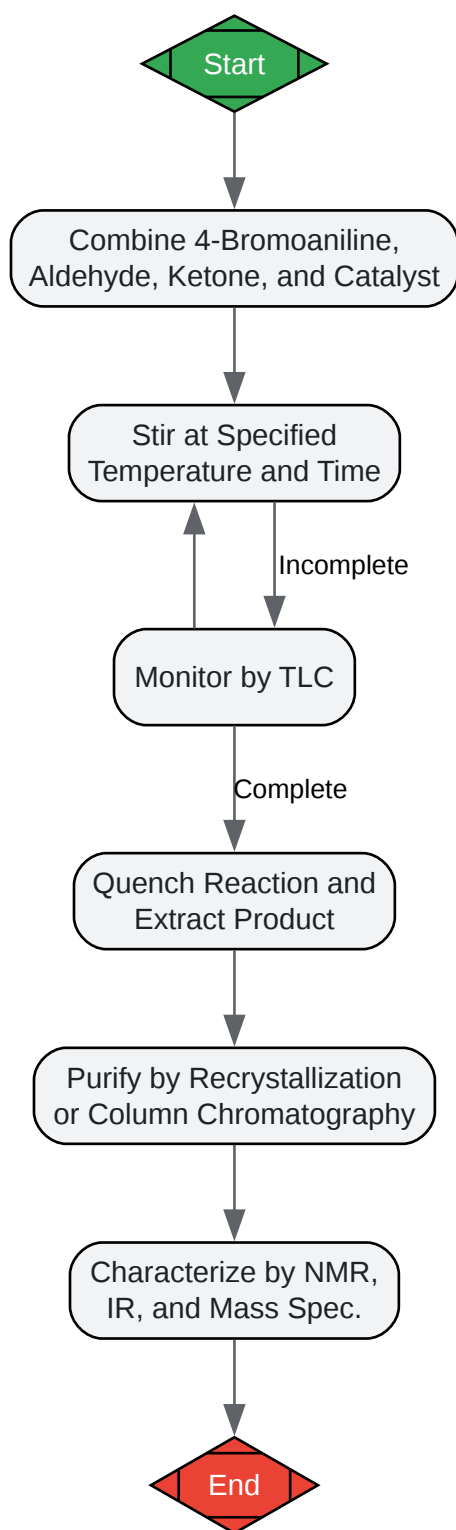 Start
Combine 4-Bromoaniline,
Aldehyde, Ketone, and Catalyst
Stir at Specified
Temperature and Time
Incomplete
Monitor by TLC
Complete
Quench Reaction and
Extract Product
Purify by Recrystallization
or Column Chromatography
Characterize by NMR,
IR, and Mass Spec.
End